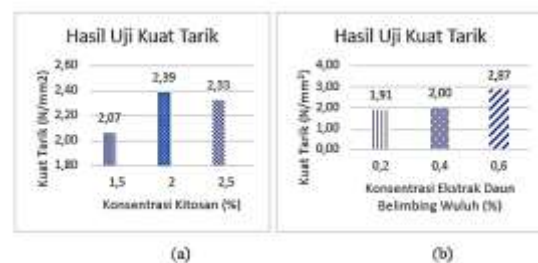 Hasil Uji Kuat Tarik
Kuat Tarik (N/mm2)
2,60
2,40
2,20
2,00
1,80
2,07
2,39
2,33
1,5
2
2,5
Konsentrasi Kitosan (%)
(a)
Hasil Uji Kuat Tarik
Kuat Tarik (N/mm²)
4,00
3,00
2,00
1,00
0,00
1,91
2,00
2,87
0,2
0,4
0,6
Konsentrasi Ekstrak Daun
Belimbing Wuluh (%)
(b)